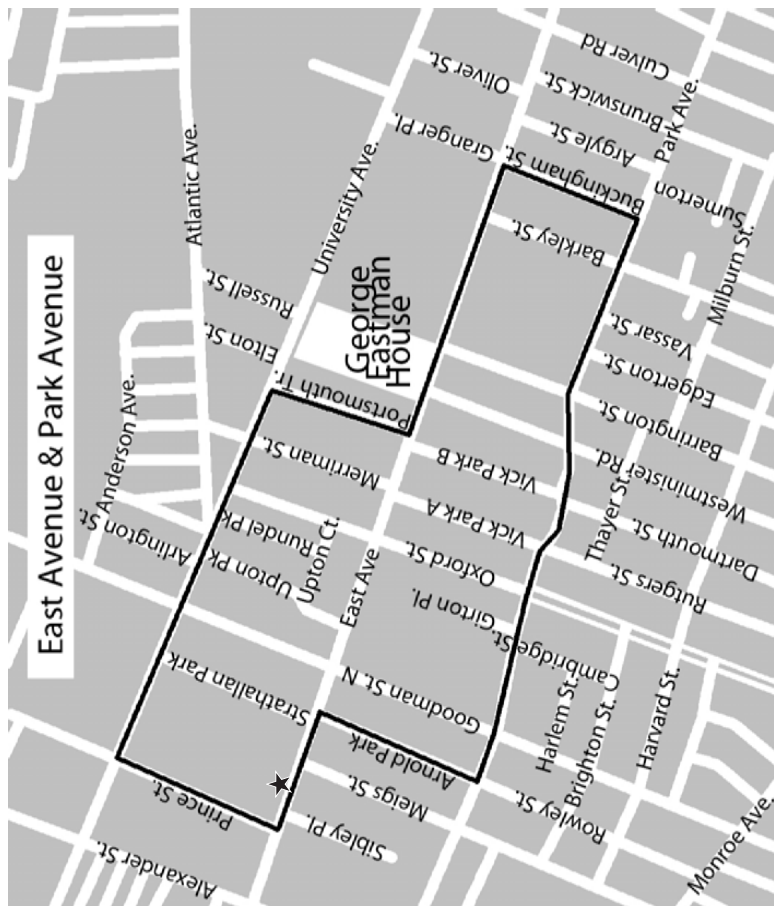 East Avenue & Park Avenue
Culver Rd
Oliver St.
Brunswick St.
Park Ave.
Argyle St.
Granger Pl.
Buckingham St.
Sumerton
Atlantic Ave.
University Ave.
Barkley St.
Milburn St.
Russell St.
George
Eastman
House
Vassar St.
Elton St.
Edgerton St.
Portsmouth Tr.
Barrington St.
Anderson Ave.
Merriman St.
Vick Park B
Westminister Rd.
Arlington St.
Rundel Pk
Vick Park A
Thayer St.
Dartmouth St.
Upton Pk
Upton Ct.
East Ave
Oxford St.
Rutgers St.
Girton Pl.
Cambridge St.
Strathallan Park
Goodman St. N
Harlem St.
Brighton St. O
Harvard St.
Arnold Park
Prince St.
Meigs St.
Rowley St.
Sibley Pl.
Monroe Ave.
Alexander St.